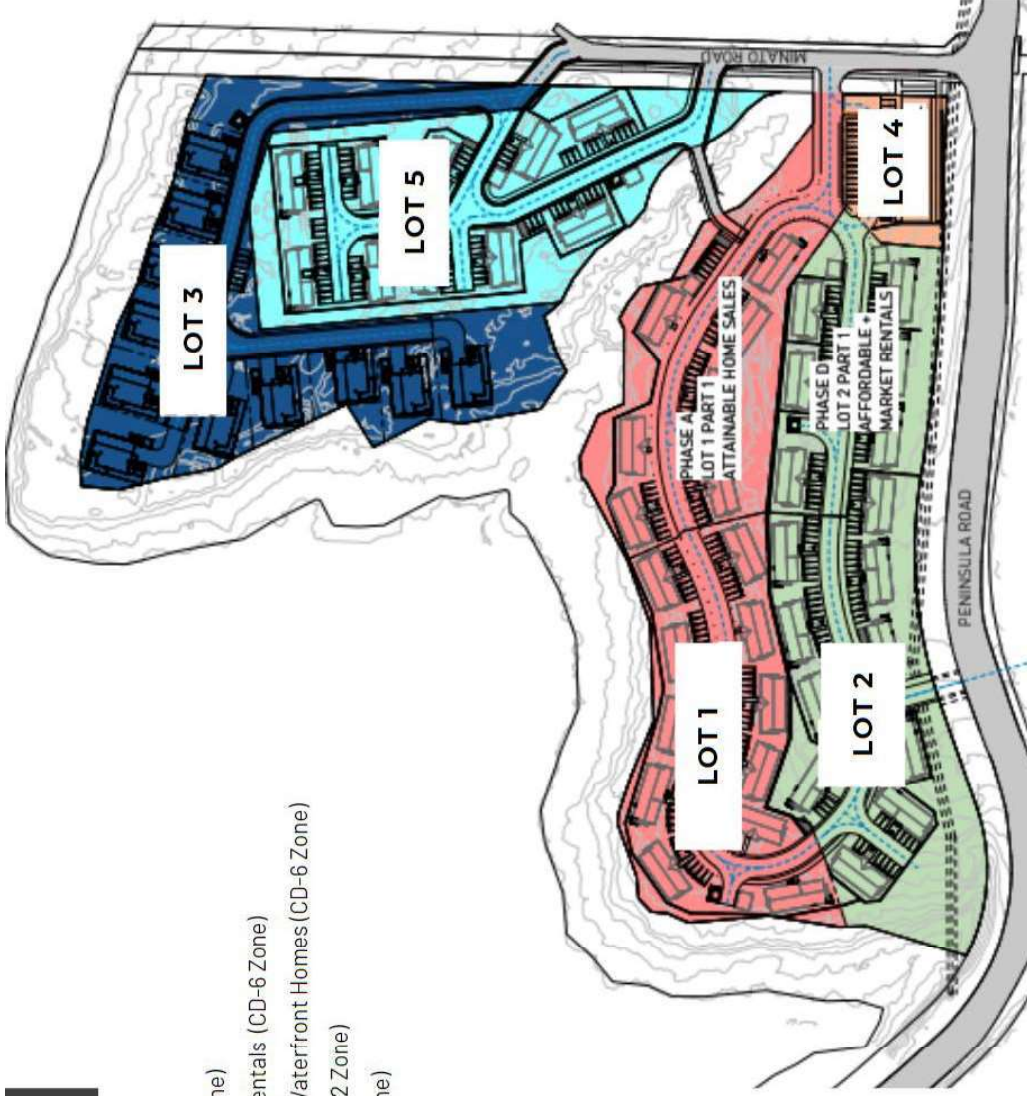 ne)
entals (CD-6 Zone)
Waterfront Homes (CD-6 Zone)
2 Zone)
ne)
MINATO ROAD
LOT 3
LOT 5
LOT 4
PHASE A
LOT 1 PART 1
ATTAINABLE HOME SALES
PHASE D
LOT 2 PART 1
AFFORDABLE +
MARKET RENTALS
LOT 1
LOT 2
PENINSULA ROAD